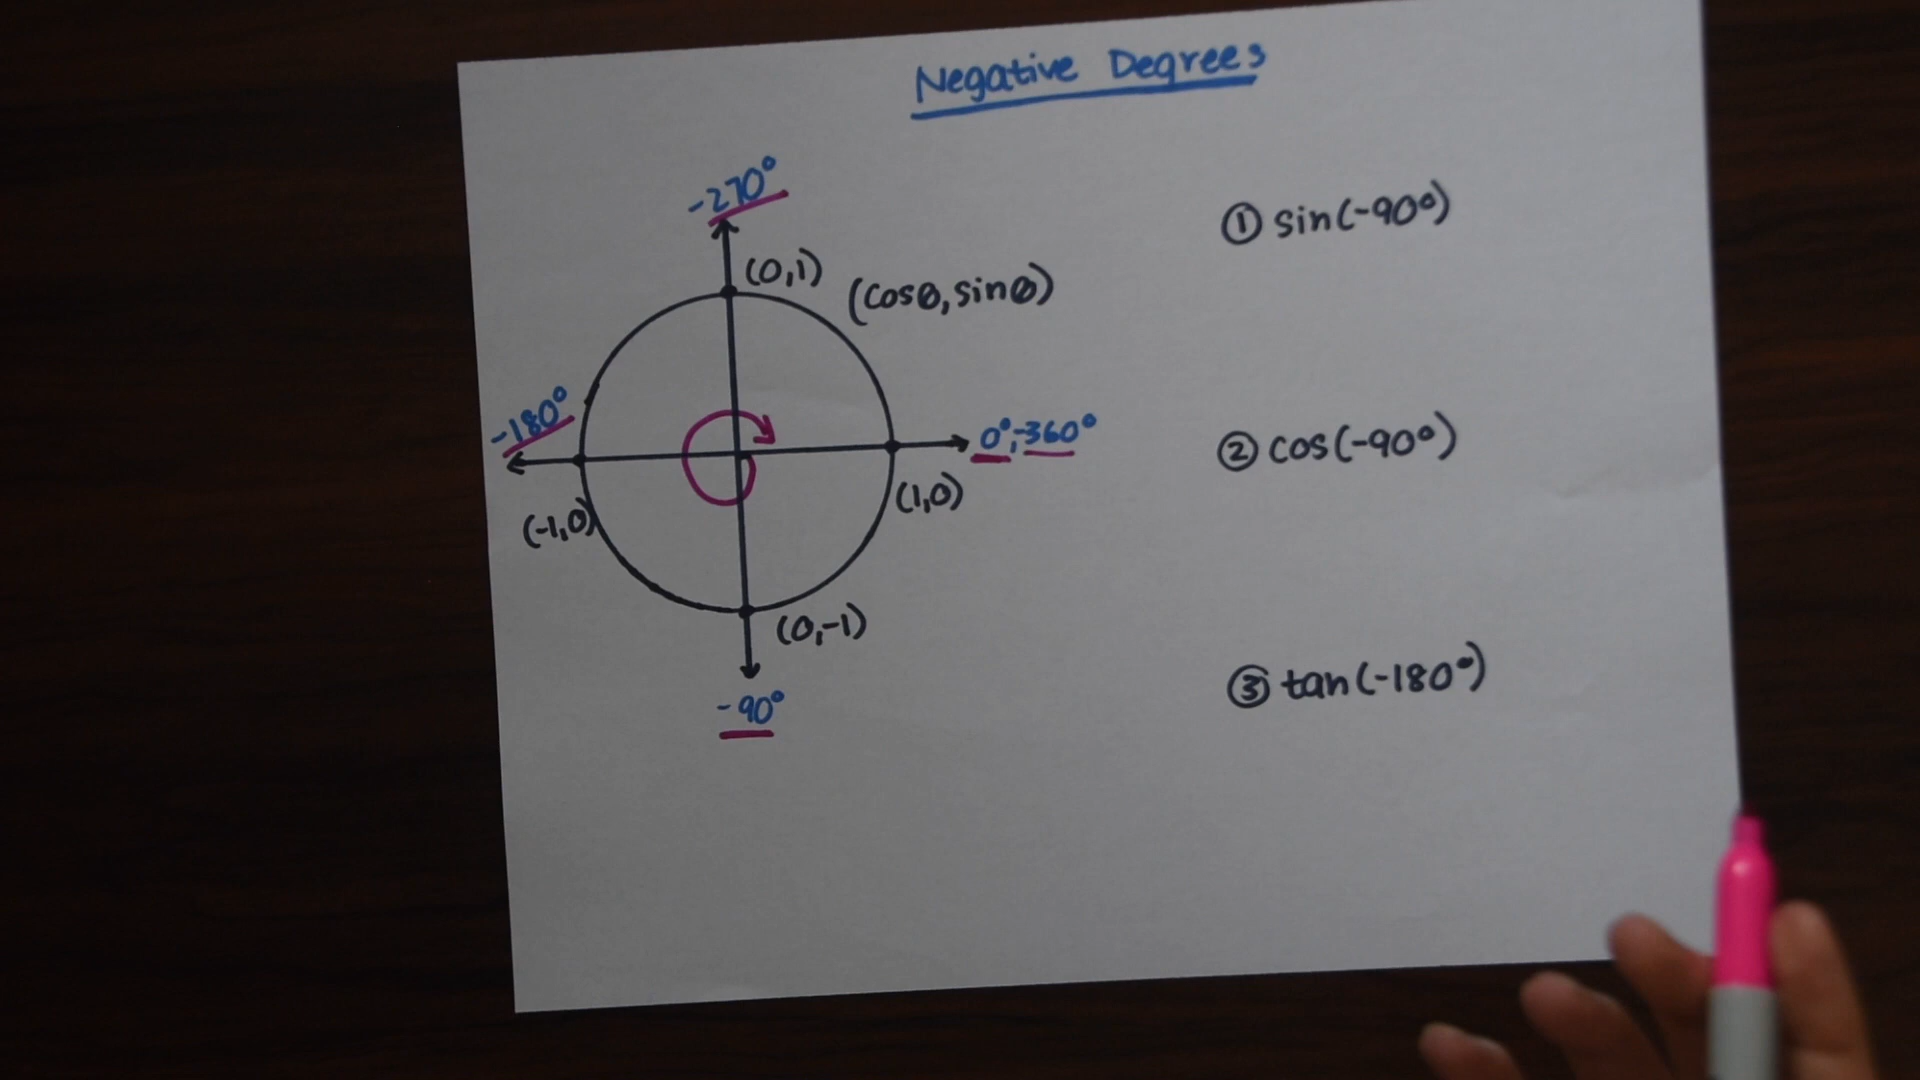 Negative Degrees
-270°
(0,1)
(cosθ, sinθ)
-180°
0°,-360°
(-1,0)
(1,0)
(0,-1)
-90°
① sin(-90°)
② cos(-90°)
③ tan(-180°)